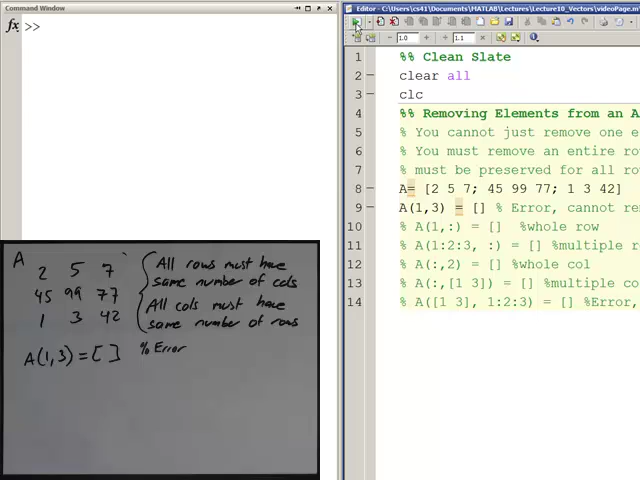 Command Window
fx >>
Editor - C:\Users\cs41\Documents\MATLAB\Lectures\Lecture10_Vectors\videoPage.m*
1.0
1.1
1 %% Clean Slate
2 clear all
3 clc
4 %% Removing Elements from an A
5 % You cannot just remove one e
6 % You must remove an entire ro
7 % must be preserved for all ro
8 A= [2 5 7; 45 99 77; 1 3 42]
9 A(1,3) = [] % Error, cannot re
10 % A(1,:) = [] %whole row
11 % A(1:2:3, :) = [] %multiple r
12 % A(:,2) = [] %whole col
13 % A(:,[1 3]) = [] %multiple co
14 % A([1 3], 1:2:3) = [] %Error,
A
2 5 7
45 99 77
1 3 42
All rows must have
same number of cols
All cols must have
same number of rows
A(1,3)=[ ] % Error